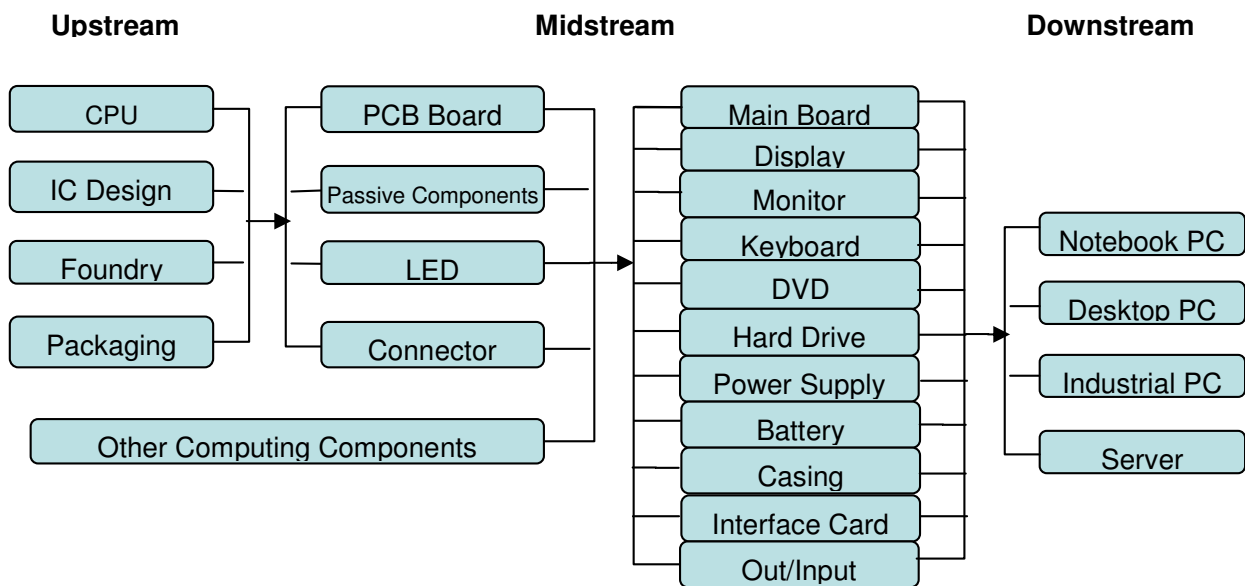 Upstream
Midstream
Downstream
CPU
IC Design
Foundry
Packaging
PCB Board
Passive Components
LED
Connector
Other Computing Components
Main Board
Display
Monitor
Keyboard
DVD
Hard Drive
Power Supply
Battery
Casing
Interface Card
Out/Input
Notebook PC
Desktop PC
Industrial PC
Server